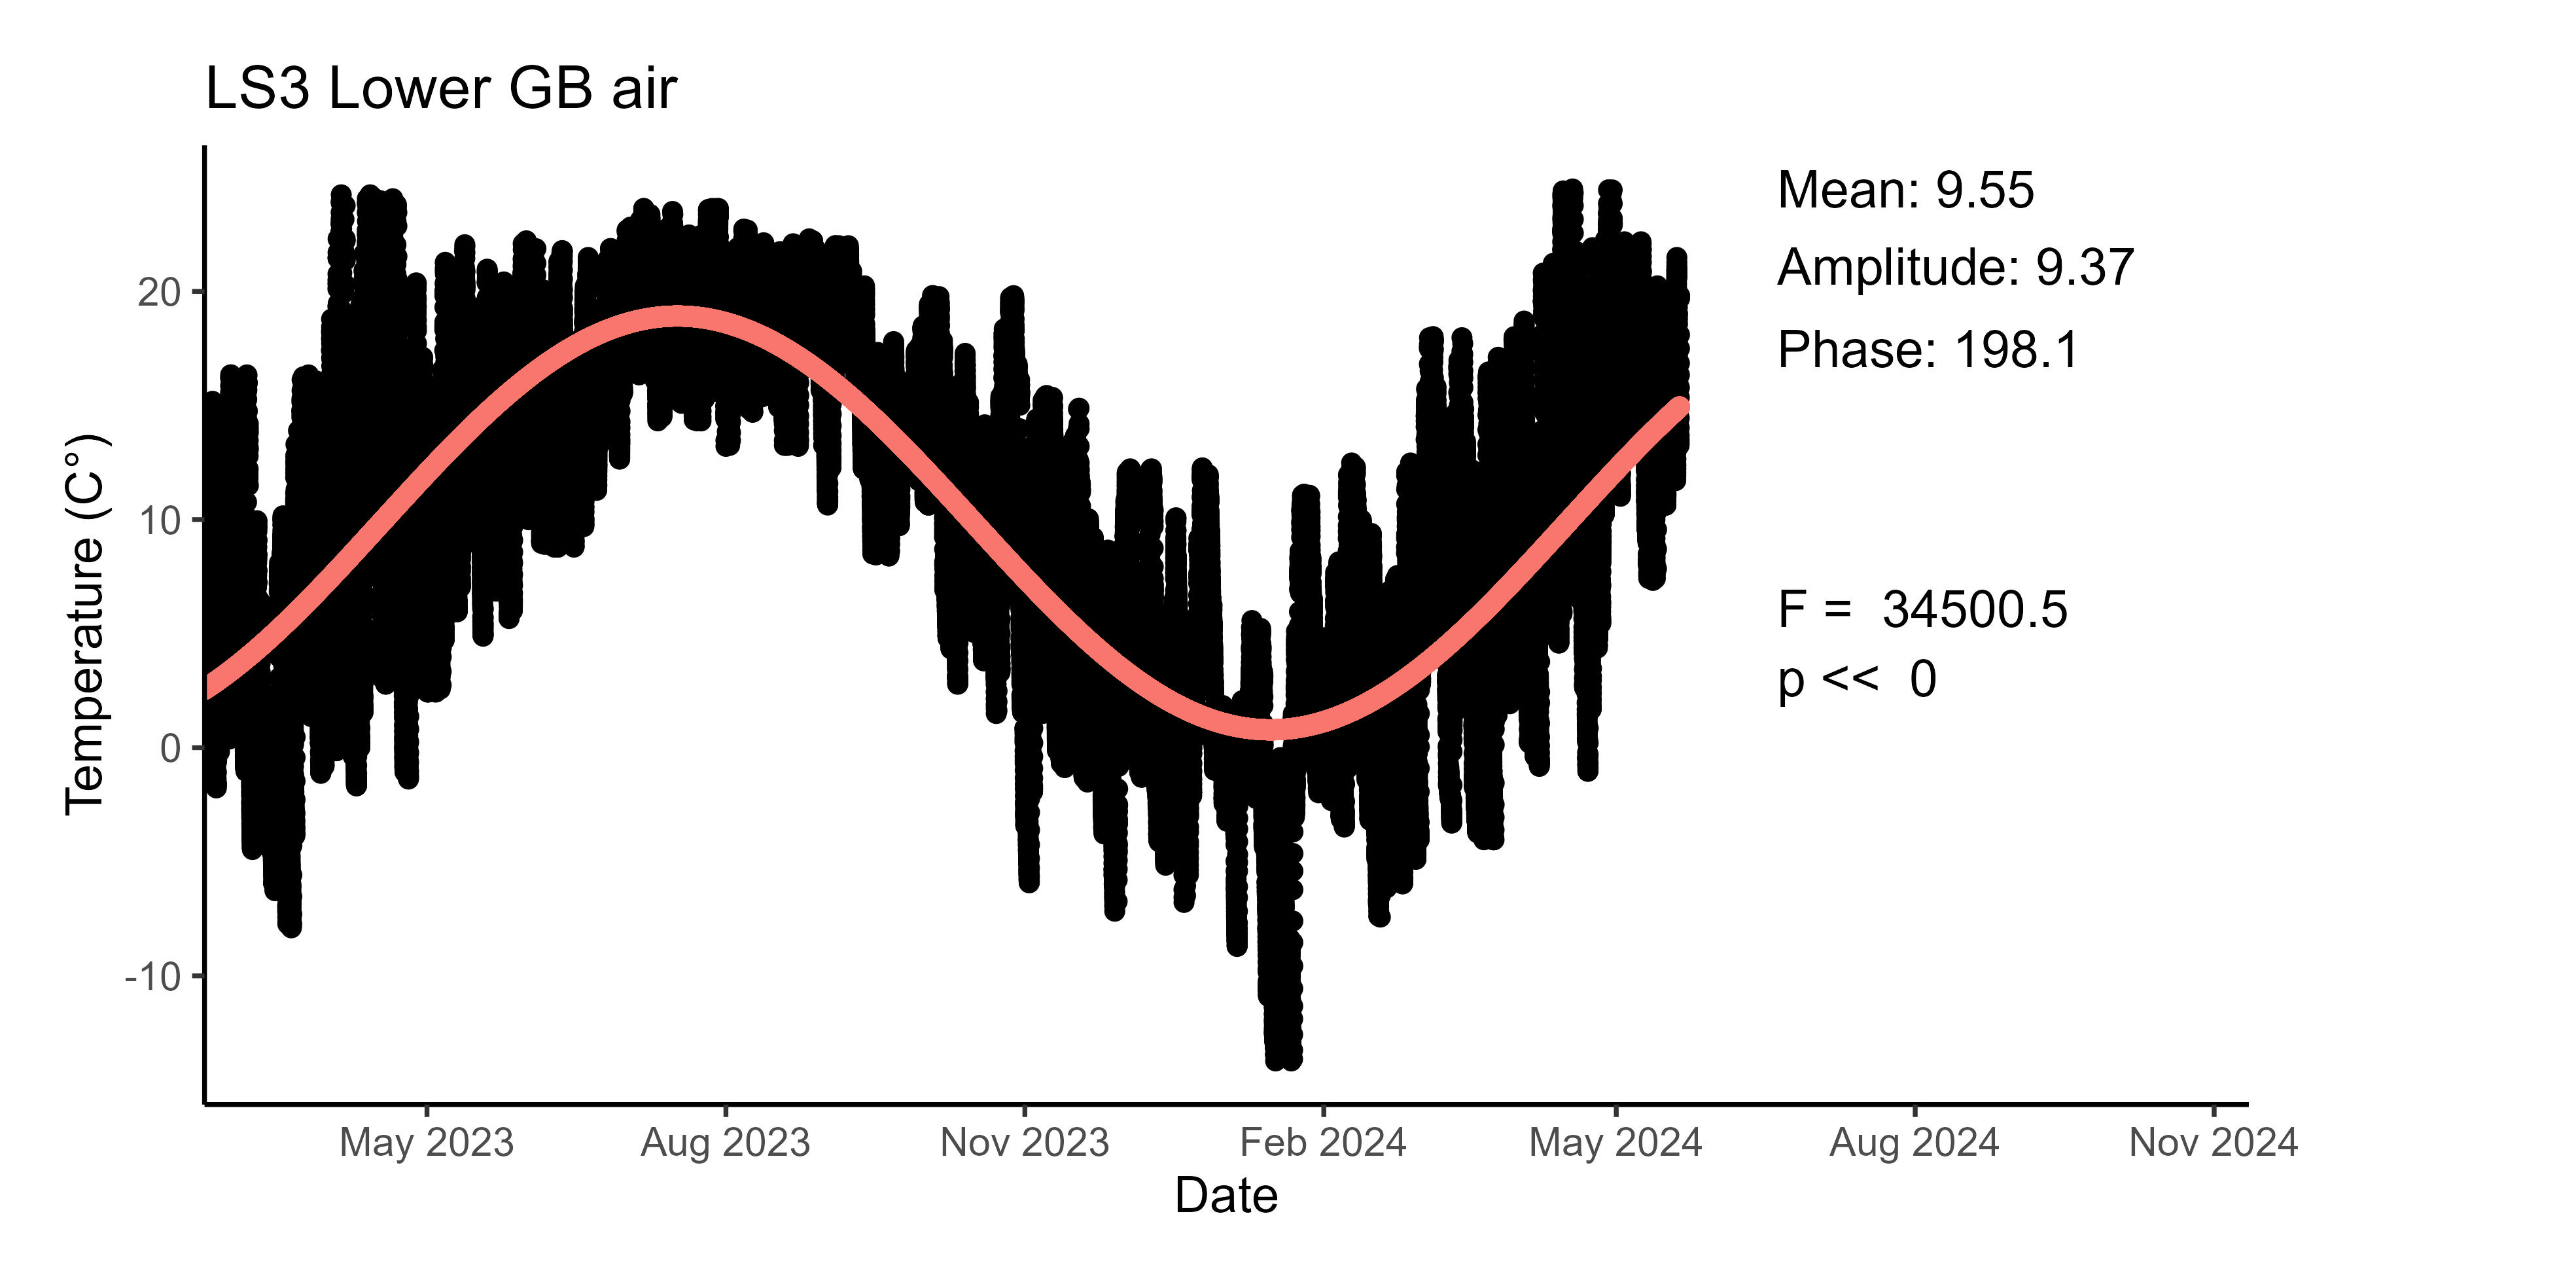 LS3 Lower GB air
Mean: 9.55
Amplitude: 9.37
Phase: 198.1
F = 34500.5
p << 0
Temperature (C°)
20
10
0
-10
May 2023
Aug 2023
Nov 2023
Feb 2024
May 2024
Aug 2024
Nov 2024
Date